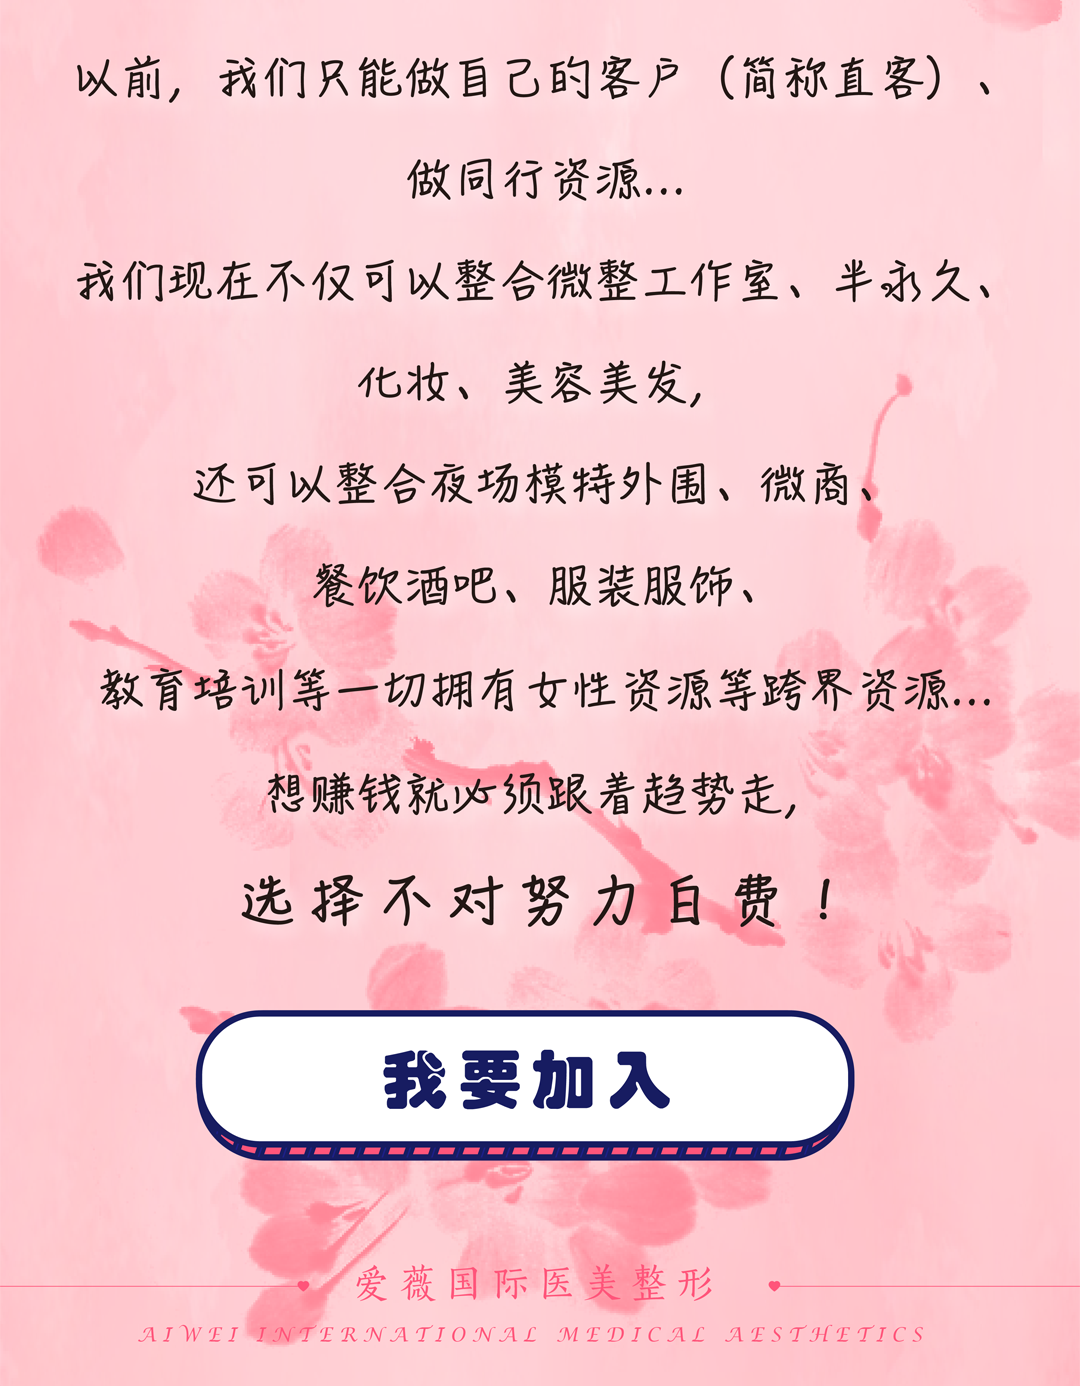 以前，我们只能做自己的客户（简称直客）、
做同行资源...
我们现在不仅可以整合微整工作室、半永久、
化妆、美容美发，
还可以整合夜场模特外围、微商、
餐饮酒吧、服装服饰、
教育培训等一切拥有女性资源等跨界资源...
想赚钱就必须跟着趋势走，
选择不对努力白费！
我要加入
爱薇国际医美整形
AIWEI INTERNATIONAL MEDICAL AESTHETICS